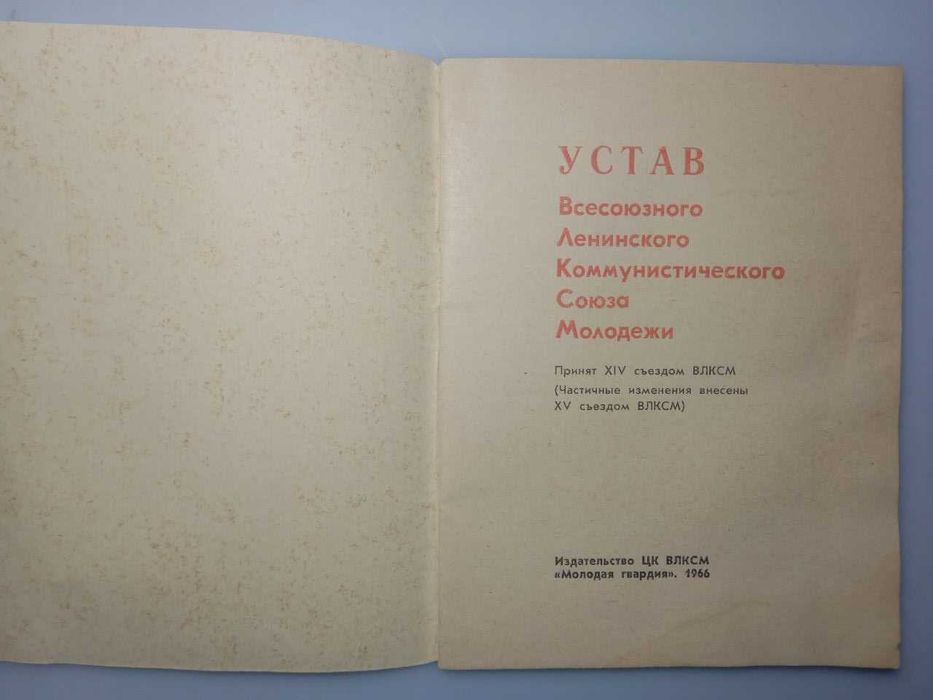 УСТАВ
Всесоюзного
Ленинского
Коммунистического
Союза
Молодежи
Принят XIV съездом ВЛКСМ
(Частичные изменения внесены
XV съездом ВЛКСМ)
Издательство ЦК ВЛКСМ
«Молодая гвардия». 1966